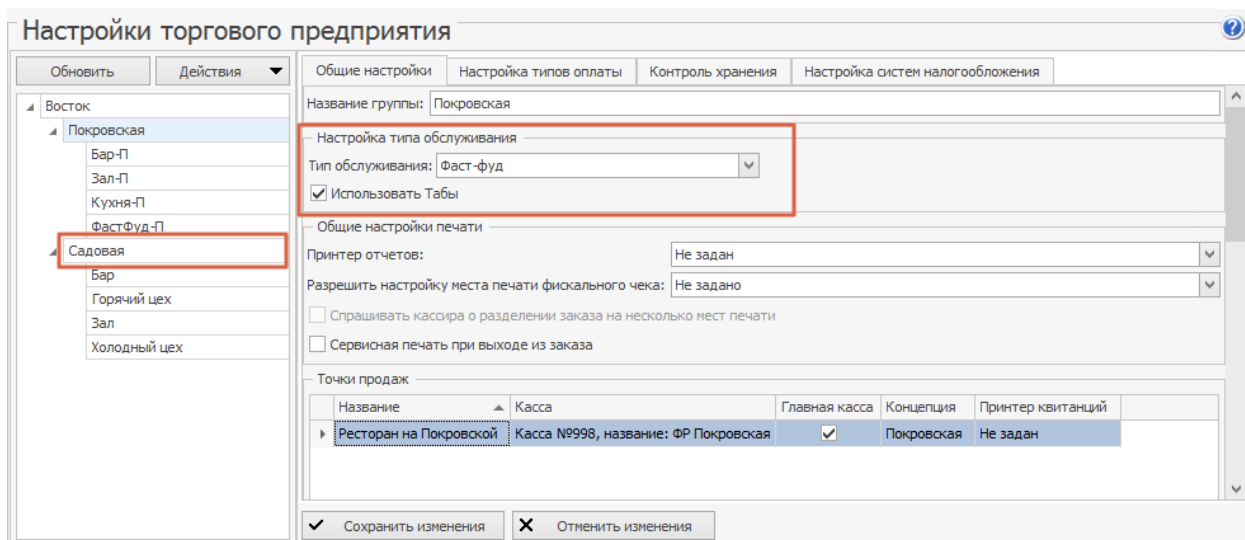 Настройки торгового предприятия
Обновить
Действия
Восток
Покровская
Бар-П
Зал-П
Кухня-П
ФастФуд-П
Садовая
Бар
Горячий цех
Зал
Холодный цех
Общие настройки Настройка типов оплаты Контроль хранения Настройка систем налогообложения
Название группы: Покровская
Настройка типа обслуживания
Тип обслуживания: Фаст-фуд
Использовать Табы
Общие настройки печати
Принтер отчетов: Не задан
Разрешить настройку места печати фискального чека: Не задано
Спрашивать кассира о разделении заказа на несколько мест печати
Сервисная печать при выходе из заказа
Точки продаж
Название Касса Главная касса Концепция Принтер квитанций
Ресторан на Покровской Касса №998, название: ФР Покровская Покровская Не задан
Сохранить изменения Отменить изменения